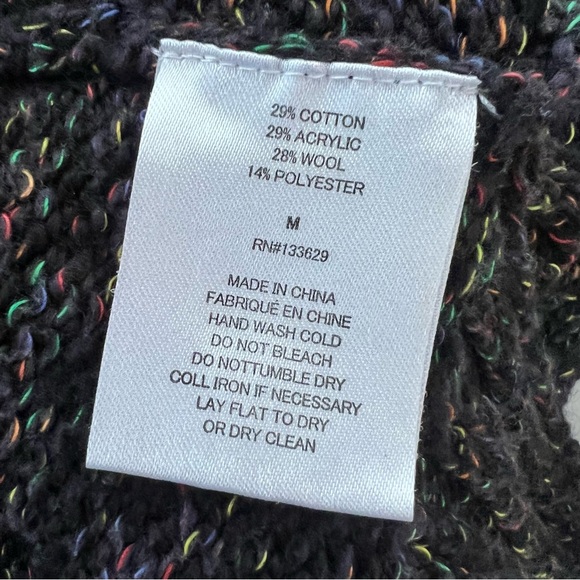 29% COTTON
29% ACRYLIC
28% WOOL
14% POLYESTER
M
RN#133629
MADE IN CHINA
FABRIQUÉ EN CHINE
HAND WASH COLD
DO NOT BLEACH
DO NOTTUMBLE DRY
COLL IRON IF NECESSARY
LAY FLAT TO DRY
OR DRY CLEAN